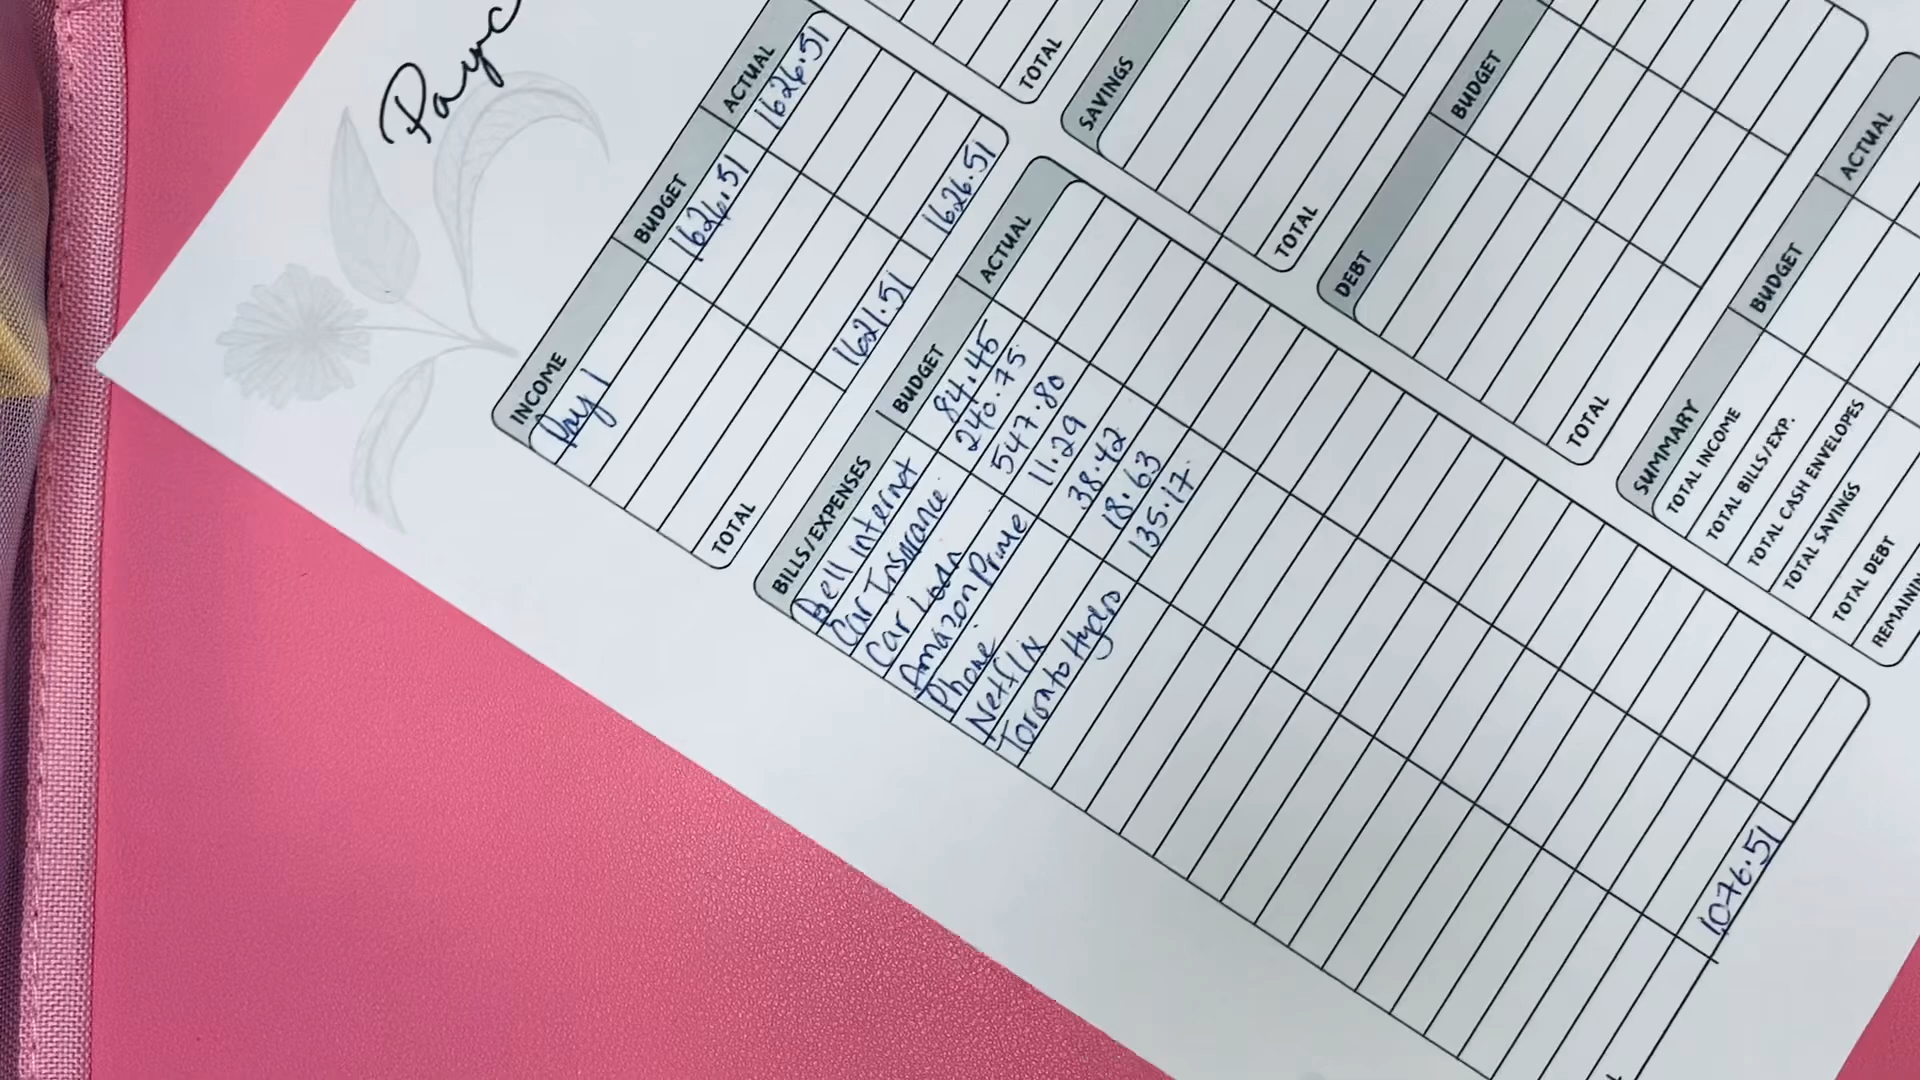 Payc
INCOME BUDGET ACTUAL
Pay 1 1626.51 1626.51
TOTAL 1621.51 1626.51
BILLS/EXPENSES BUDGET ACTUAL
Bell Internet 84.45
Car Insurance 240.75
Car Loan 547.80
Amazon Prime 11.29
Phone 38.42
Netflix 18.63
Toronto Hydro 135.17
1076.51
TOTAL
SAVINGS
TOTAL
DEBT BUDGET
TOTAL
SUMMARY BUDGET ACTUAL
TOTAL INCOME
TOTAL BILLS/EXP.
TOTAL CASH ENVELOPES
TOTAL SAVINGS
TOTAL DEBT
REMAININ